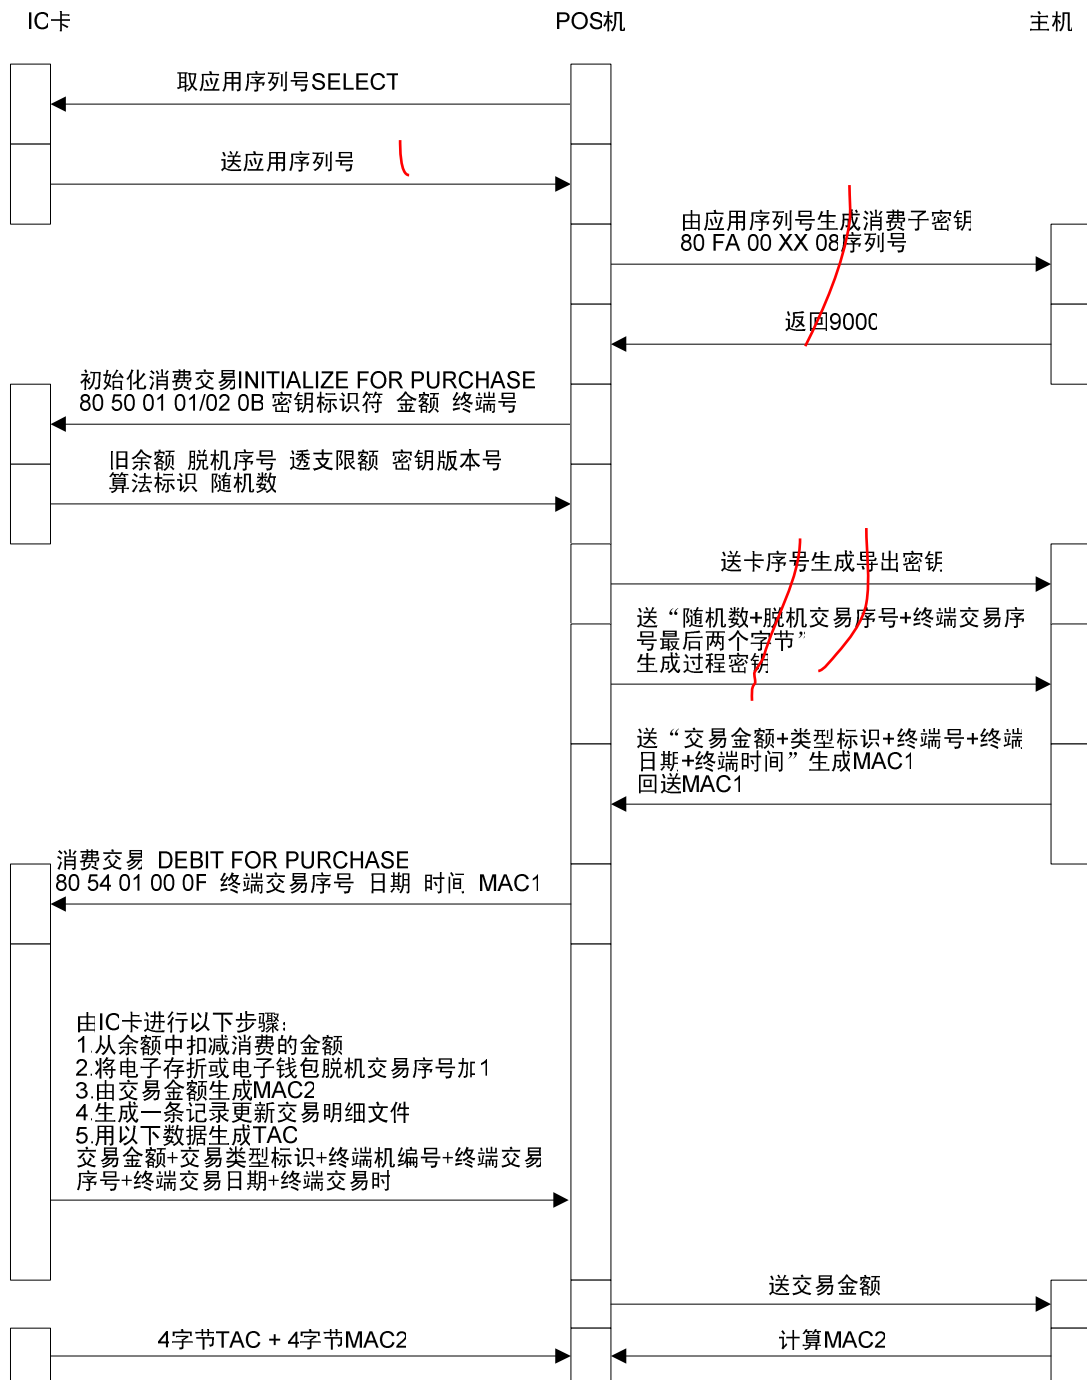 IC卡
POS机
主机
取应用序列号SELECT
送应用序列号
由应用序列号生成消费子密钥
80 FA 00 XX 08序列号
返回9000
初始化消费交易INITIALIZE FOR PURCHASE
80 50 01 01/02 0B 密钥标识符 金额 终端号
旧余额 脱机序号 透支限额 密钥版本号
算法标识 随机数
送卡序号生成导出密钥
送“随机数+脱机交易序号+终端交易序
号最后两个字节”
生成过程密钥
送“交易金额+类型标识+终端号+终端
日期+终端时间”生成MAC1
回送MAC1
消费交易 DEBIT FOR PURCHASE
80 54 01 00 0F 终端交易序号 日期 时间 MAC1
由IC卡进行以下步骤:
1.从余额中扣减消费的金额
2.将电子存折或电子钱包脱机交易序号加1
3.由交易金额生成MAC2
4.生成一条记录更新交易明细文件
5.用以下数据生成TAC
交易金额+交易类型标识+终端机编号+终端交易
序号+终端交易日期+终端交易时
送交易金额
4字节TAC + 4字节MAC2
计算MAC2